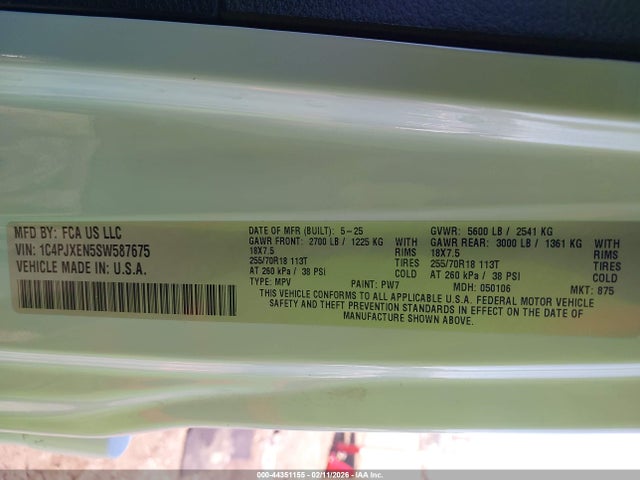 MFD BY: FCA US LLC
VIN: 1C4PJXEN5SW587675
VEHICLE MADE IN U.S.A.
DATE OF MFR (BUILT): 5-25
GAWR FRONT: 2700 LB / 1225 KG WITH
18X7.5 RIMS
255/70R18 113T TIRES
AT 260 kPa / 38 PSI COLD
TYPE: MPV PAINT: PW7
GVWR: 5600 LB / 2541 KG
GAWR REAR: 3000 LB / 1361 KG WITH
18X7.5 RIMS
255/70R18 113T TIRES
AT 260 kPa / 38 PSI COLD
MDH: 050106 MKT: 875
THIS VEHICLE CONFORMS TO ALL APPLICABLE U.S.A. FEDERAL MOTOR VEHICLE
SAFETY AND THEFT PREVENTION STANDARDS IN EFFECT ON THE DATE OF
MANUFACTURE SHOWN ABOVE.
000-44351155 - 02/11/2026 - IAA Inc.